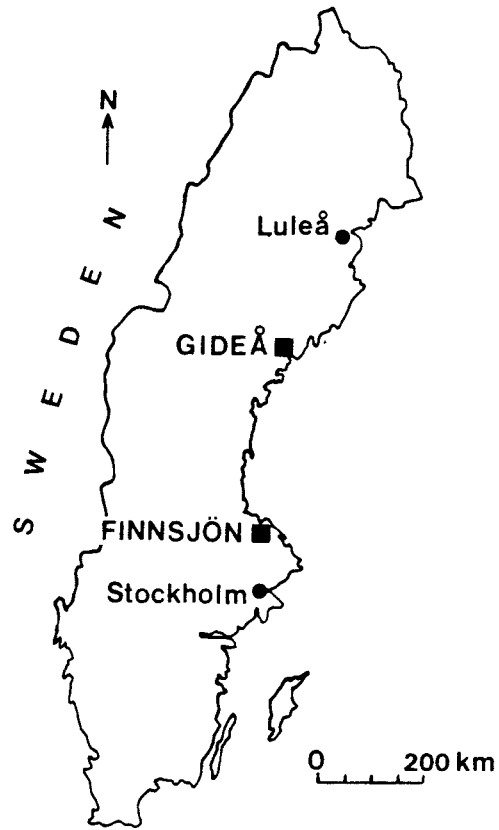 N
SWEDEN
Luleå
GIDEÅ
FINNSJÖN
Stockholm
0 200 km